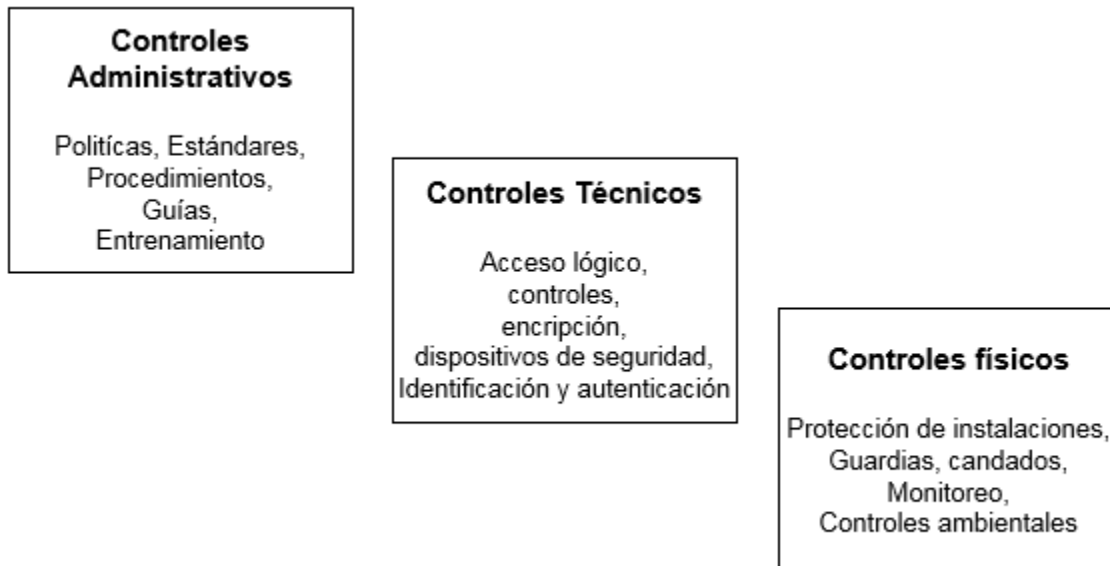 Controles
Administrativos
Politícas, Estándares,
Procedimientos,
Guías,
Entrenamiento
Controles Técnicos
Acceso lógico,
controles,
encripción,
dispositivos de seguridad,
Identificación y autenticación
Controles físicos
Protección de instalaciones,
Guardias, candados,
Monitoreo,
Controles ambientales